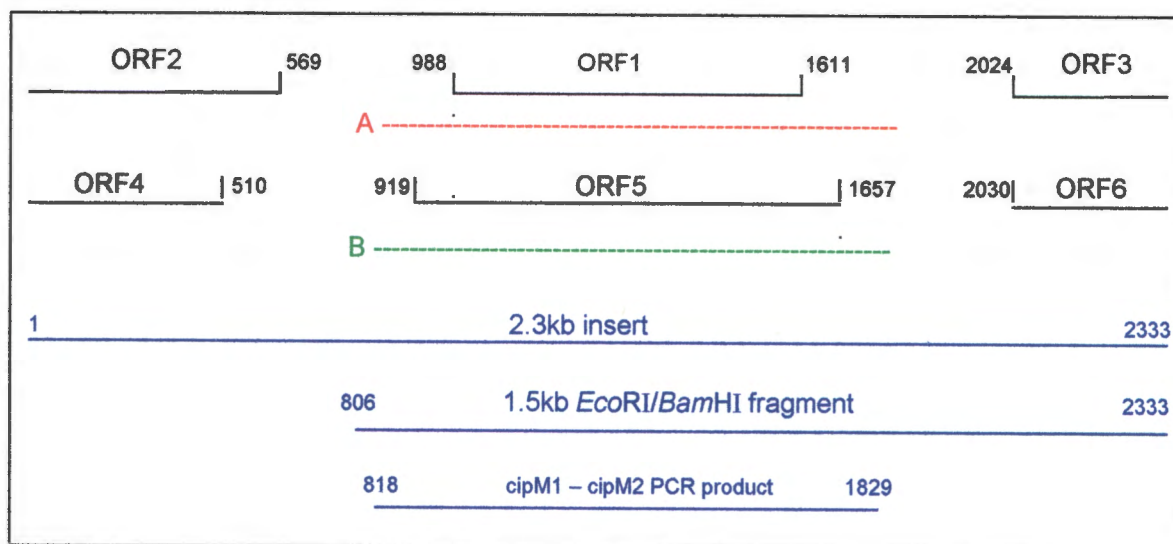 ORF2 569 988 ORF1 1611 2024 ORF3
A
ORF4 510 919 ORF5 1657 2030 ORF6
B
1 2.3kb insert 2333
806 1.5kb EcoRI/BamHI fragment 2333
818 cipM1 – cipM2 PCR product 1829